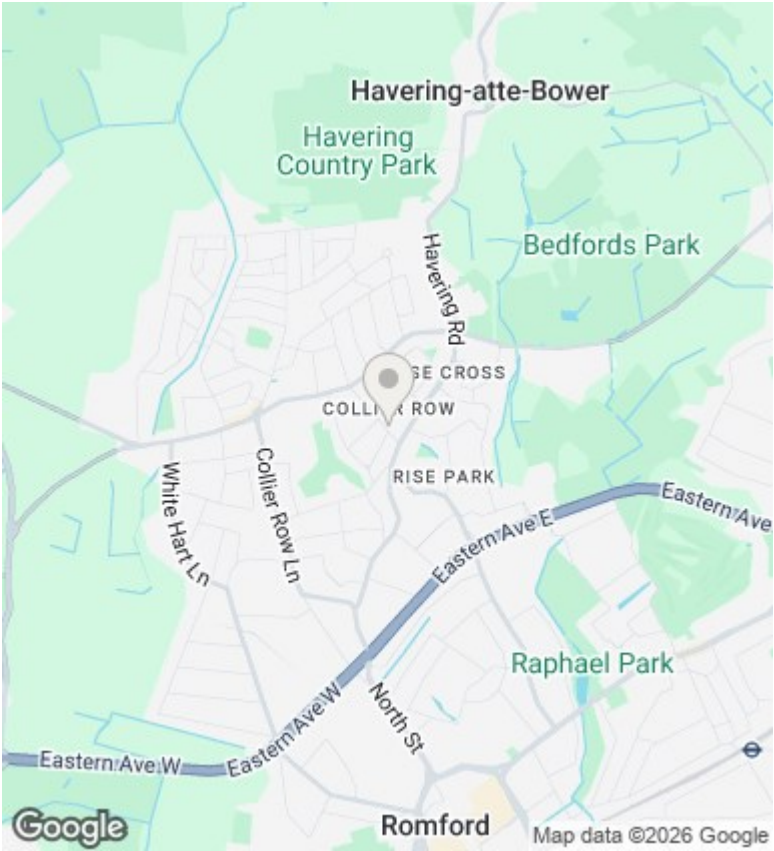 Havering-atte-Bower
Havering
Country Park
Bedfords Park
Havering Rd
SE CROSS
COLLIER ROW
RISE PARK
White Hart Ln
Collier Row Ln
Eastern Ave E
Eastern Ave
Raphael Park
North St
Eastern Ave W
Eastern Ave W
Romford
Google
Map data ©2026 Google